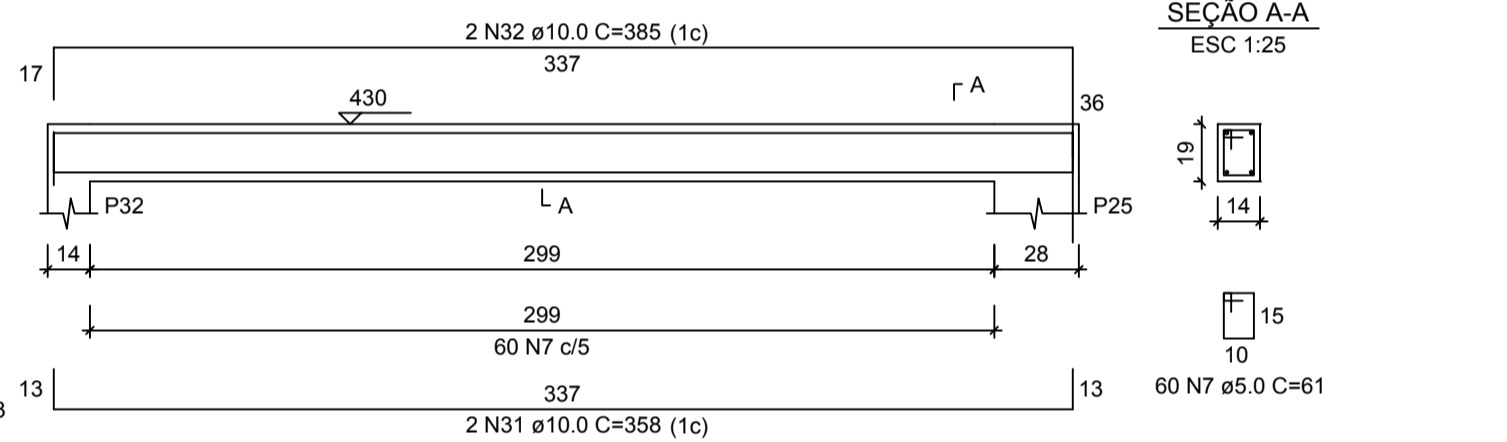 2 N32 ø10.0 C=385 (1c)
SEÇÃO A-A
ESC 1:25
17
337
36
430
A
19
P32
A
P25
14
14
299
28
299
15
60 N7 c/5
10
13
337
13
60 N7 ø5.0 C=61
2 N31 ø10.0 C=358 (1c)